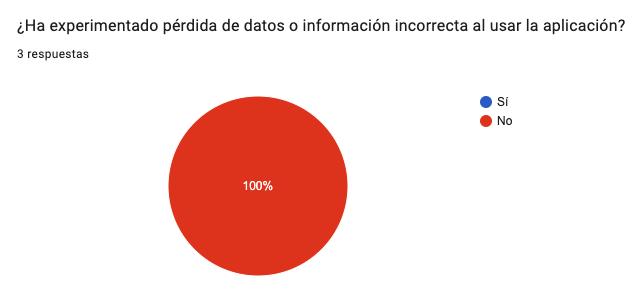 ¿Ha experimentado pérdida de datos o información incorrecta al usar la aplicación?
3 respuestas
Sí
No
100%